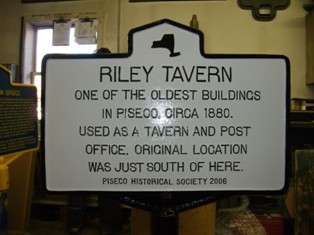 RILEY TAVERN
ONE OF THE OLDEST BUILDINGS
IN PISECO, CIRCA 1880.
USED AS A TAVERN AND POST
OFFICE. ORIGINAL LOCATION
WAS JUST SOUTH OF HERE.
PISECO HISTORICAL SOCIETY 2006